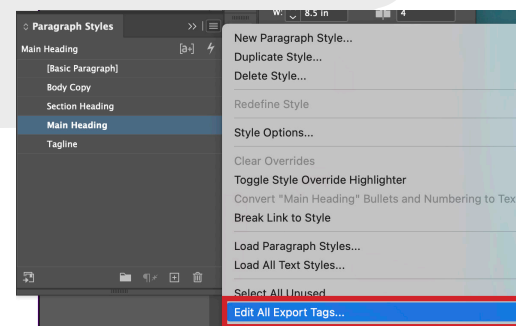 Paragraph Styles
Main Heading
[a+]
[Basic Paragraph]
Body Copy
Section Heading
Main Heading
Tagline
W: 8.5 in
4
New Paragraph Style...
Duplicate Style...
Delete Style...
Redefine Style
Style Options...
Clear Overrides
Toggle Style Override Highlighter
Convert "Main Heading" Bullets and Numbering to Tex
Break Link to Style
Load Paragraph Styles...
Load All Text Styles...
Select All Unused
Edit All Export Tags...